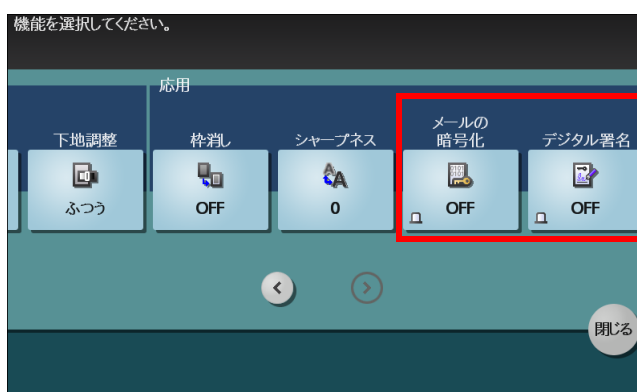 機能を選択してください。
応用
下地調整
ふつう
枠消し
OFF
シャープネス
0
メールの
暗号化
OFF
デジタル署名
OFF
閉じる